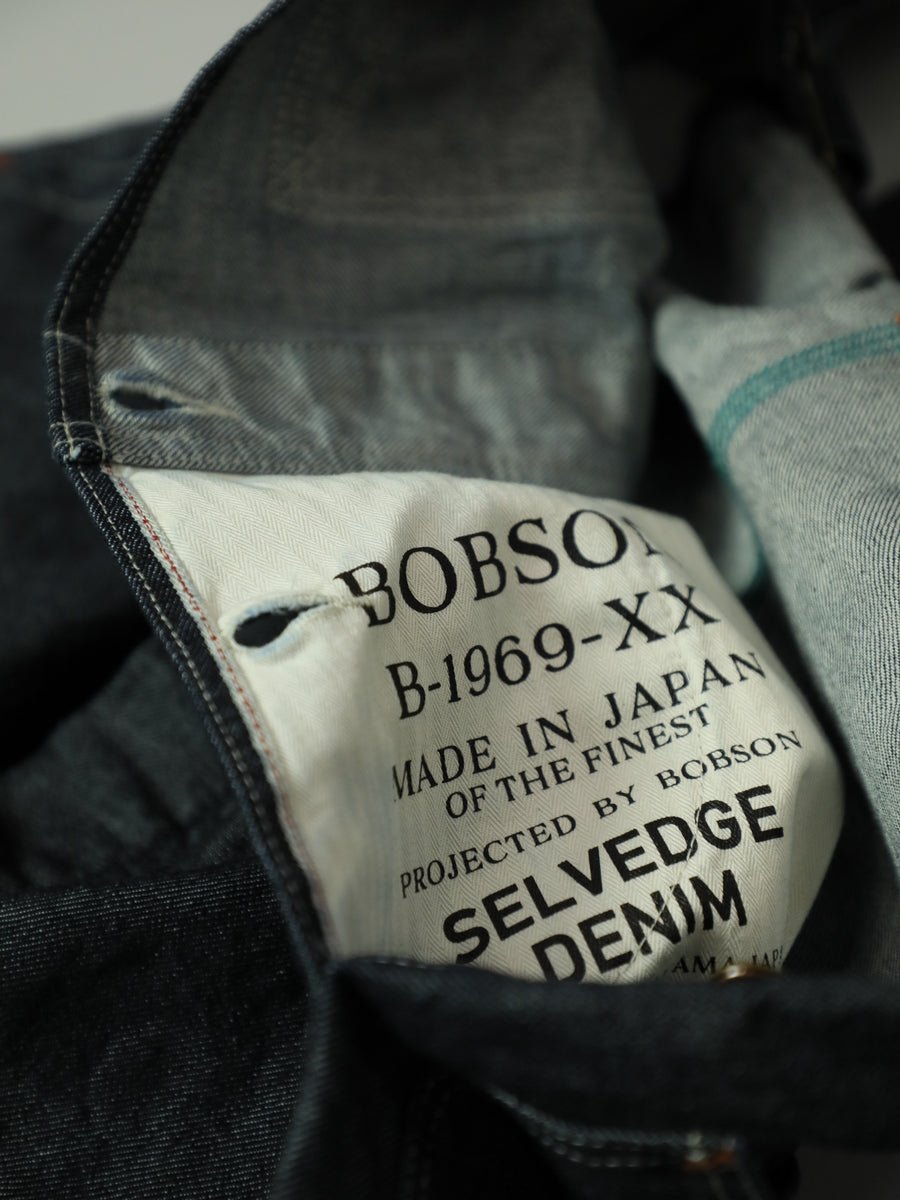 BOBSON
B-1969-XX
MADE IN JAPAN
OF THE FINEST
PROJECTED BY BOBSON
SELVEDGE
DENIM